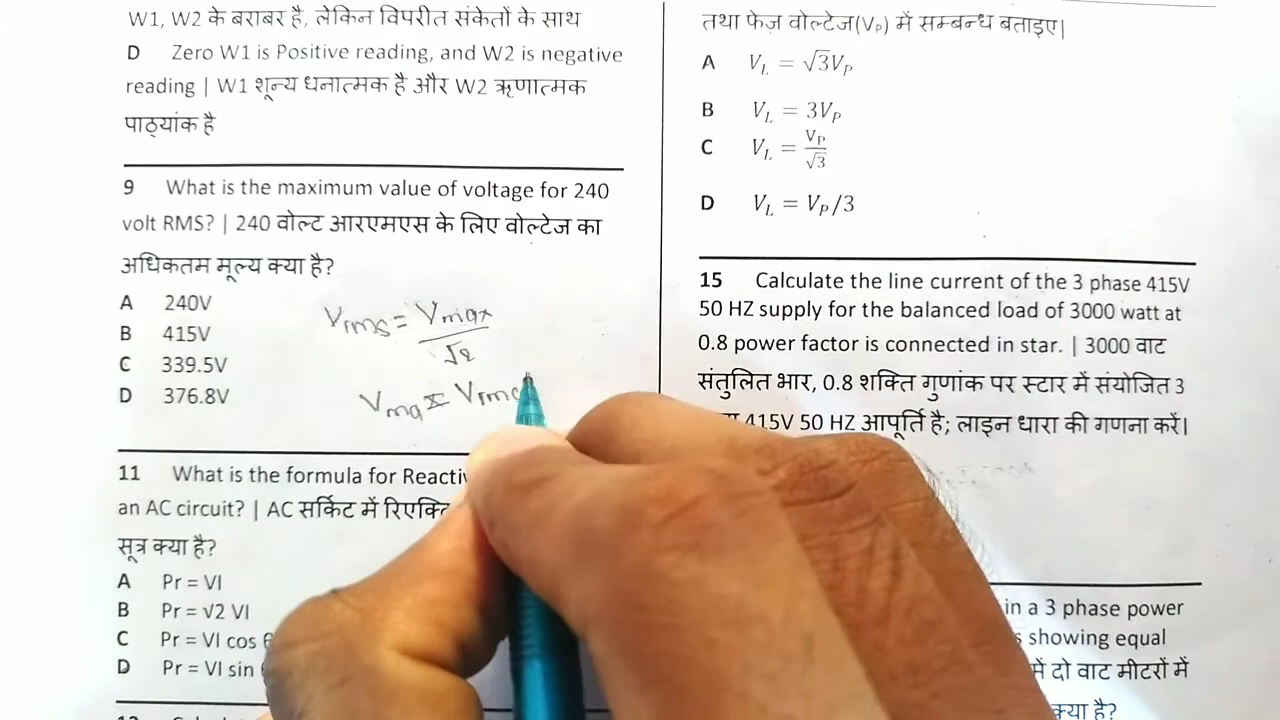 W1, W2 के बराबर है, लेकिन विपरीत संकेतों के साथ
D Zero W1 is Positive reading, and W2 is negative
reading | W1 शून्य धनात्मक है और W2 ऋणात्मक
पाठ्यांक है
9 What is the maximum value of voltage for 240
volt RMS? | 240 वोल्ट आरएमएस के लिए वोल्टेज का
अधिकतम मूल्य क्या है?
A 240V
B 415V
C 339.5V
D 376.8V
Vrms = Vmax
√2
Vma
11 What is the formula for
an AC circuit? | AC सर्किट में
सूत्र क्या है?
A Pr = VI
B Pr = √2 VI
C Pr = VI cos
D Pr = VI sin
तथा फेज़ वोल्टेज(VP) में सम्बन्ध बताइए|
A VL = √3VP
B VL = 3VP
C VL = VP/√3
D VL = VP/3
15 Calculate the line current of the 3 phase 415V
50 HZ supply for the balanced load of 3000 watt at
0.8 power factor is connected in star. | 3000 वाट
संतुलित भार, 0.8 शक्ति गुणांक पर स्टार में संयोजित 3
415V 50 HZ आपूर्ति है; लाइन धारा की गणना करें|
in a 3 phase power
showing equal
में दो वाट मीटरों में
क्या है?